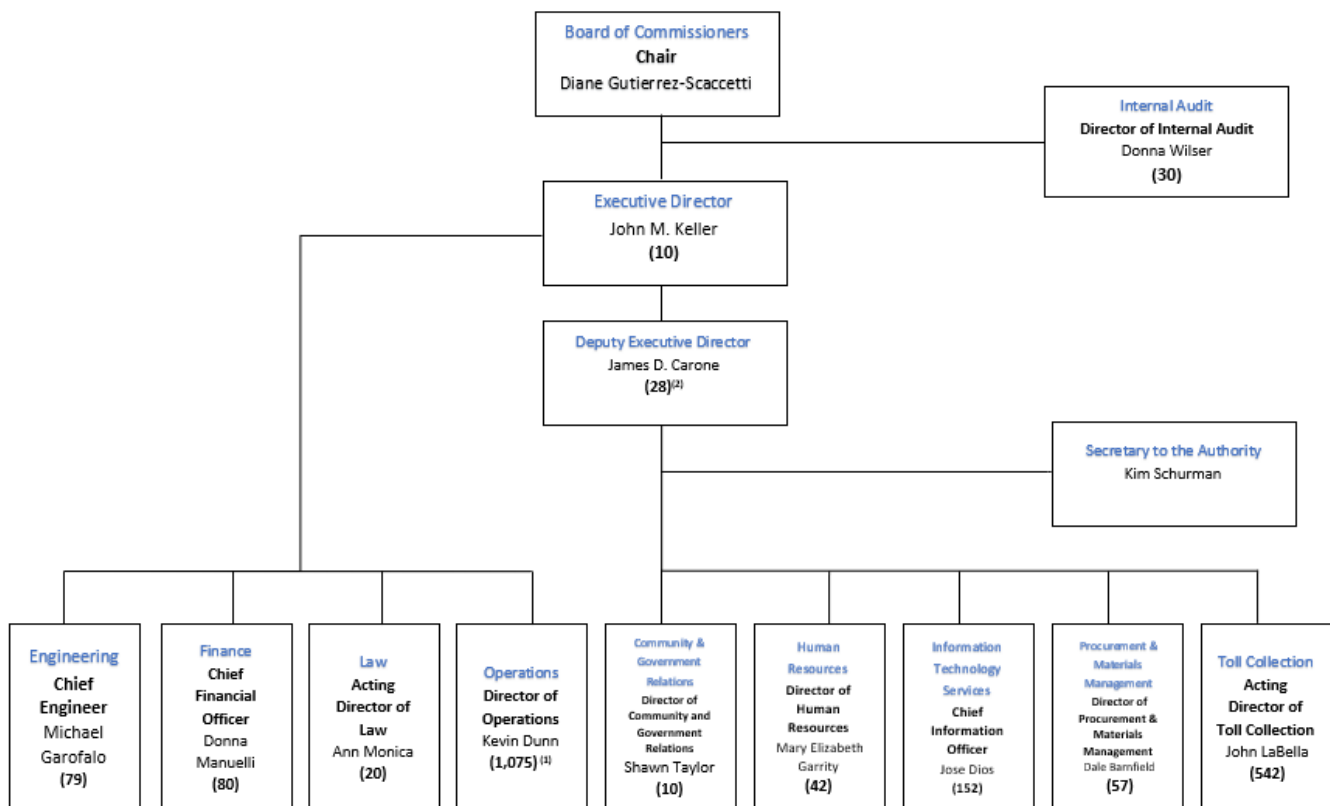 Board of Commissioners
Chair
Diane Gutierrez-Scaccetti
Internal Audit
Director of Internal Audit
Donna Wilser
(30)
Executive Director
John M. Keller
(10)
Deputy Executive Director
James D. Carone
(28)(2)
Secretary to the Authority
Kim Schurman
Engineering
Chief
Engineer
Michael
Garofalo
(79)
Finance
Chief
Financial
Officer
Donna
Manuelli
(80)
Law
Acting
Director of
Law
Ann Monica
(20)
Operations
Director of
Operations
Kevin Dunn
(1,075) (1)
Community &
Government
Relations
Director of
Community and
Government
Relations
Shawn Taylor
(10)
Human
Resources
Director of
Human
Resources
Mary Elizabeth
Garrity
(42)
Information
Technology
Services
Chief
Information
Officer
Jose Dios
(152)
Procurement &
Materials
Management
Director of
Procurement &
Materials
Management
Dale Barnfield
(57)
Toll Collection
Acting
Director of
Toll Collection
John LaBella
(542)